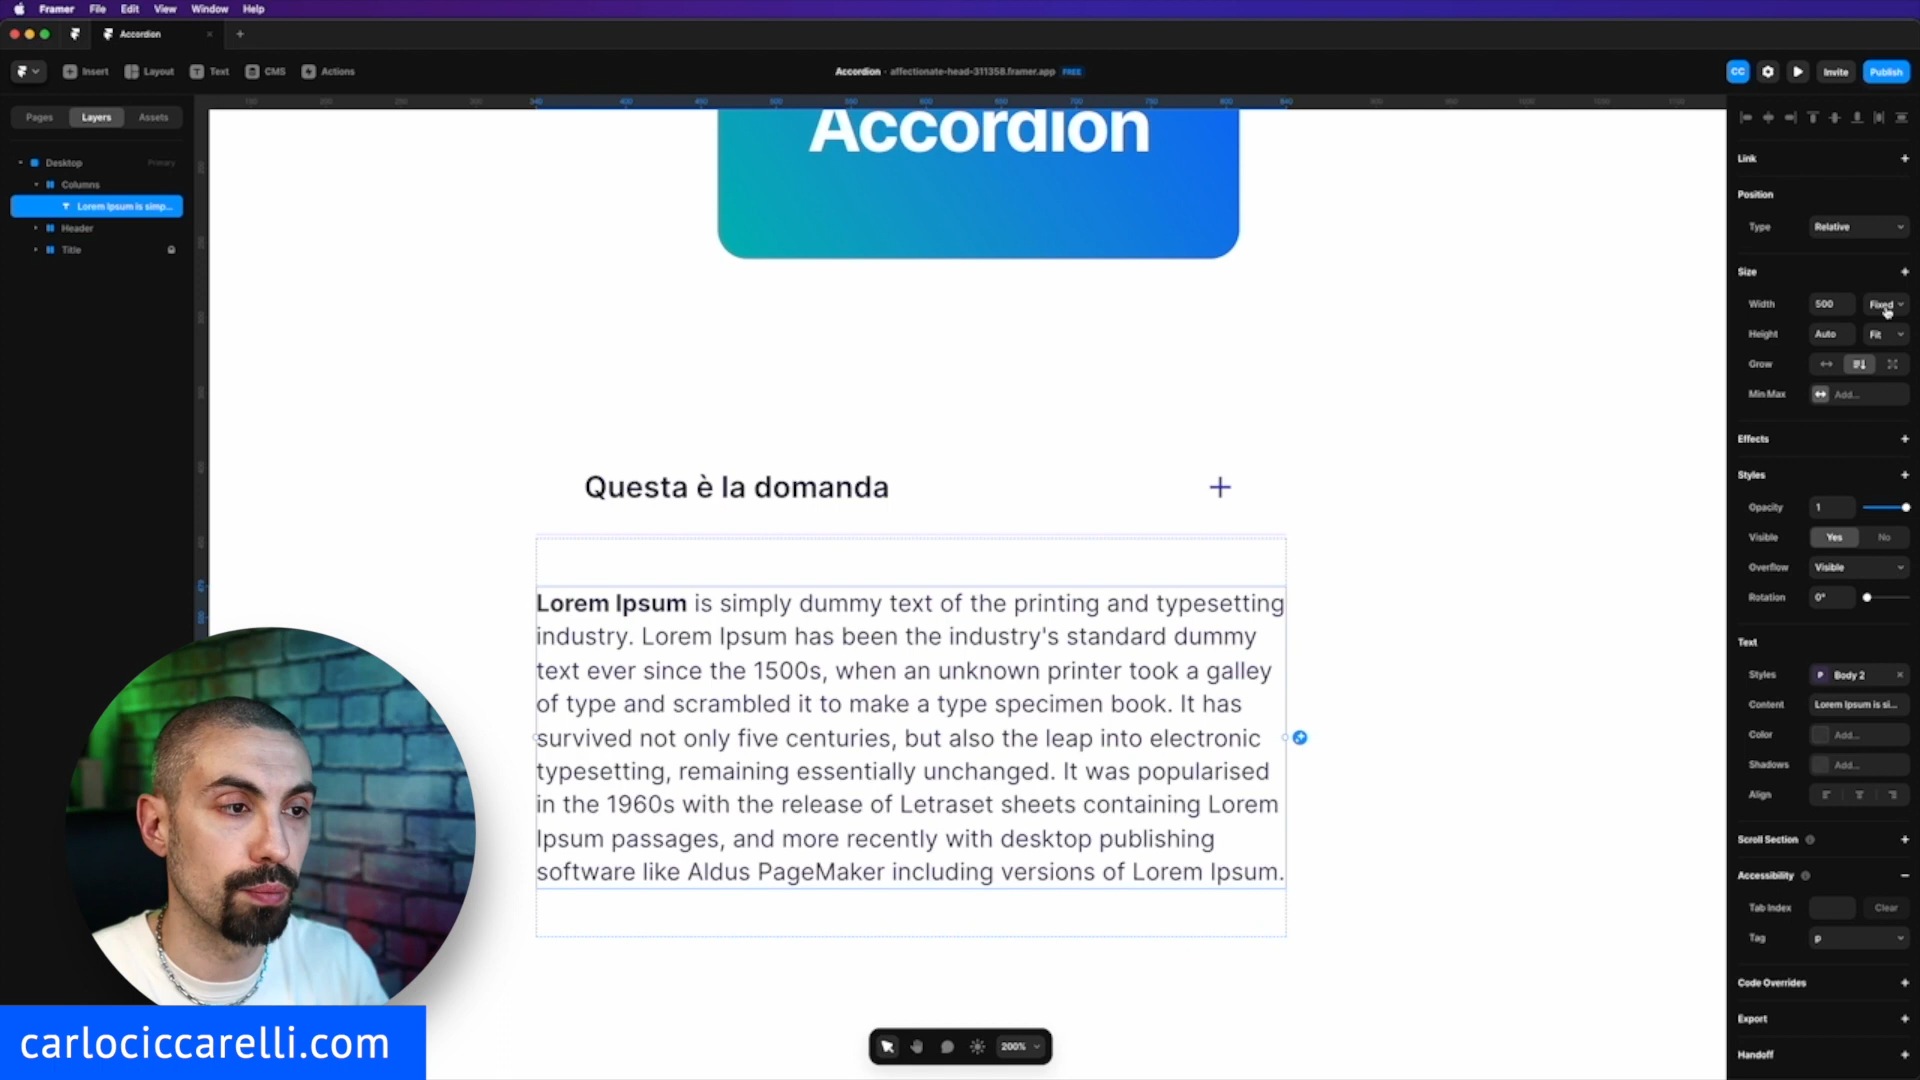 Framer File Edit View Window Help
Accordion
Insert Layout Text CMS Actions
Accordion - affectionate-head-311358.framer.app FREE
CC Invite Publish
Pages Layers Assets
Desktop Primary
Columns
Lorem Ipsum is simp...
Header
Title
Accordion
Questa è la domanda
Lorem Ipsum is simply dummy text of the printing and typesetting
industry. Lorem Ipsum has been the industry's standard dummy
text ever since the 1500s, when an unknown printer took a galley
of type and scrambled it to make a type specimen book. It has
survived not only five centuries, but also the leap into electronic
typesetting, remaining essentially unchanged. It was popularised
in the 1960s with the release of Letraset sheets containing Lorem
Ipsum passages, and more recently with desktop publishing
software like Aldus PageMaker including versions of Lorem Ipsum.
200%
carlociccarelli.com
Link
Position
Type Relative
Size
Width 500 Fixed
Height Auto Fit
Grow
Min Max Add...
Effects
Styles
Opacity 1
Visible Yes No
Overflow Visible
Rotation 0°
Text
Styles P Body 2
Content Lorem Ipsum is si...
Color Add...
Shadows Add...
Align
Scroll Section
Accessibility
Tab Index Clear
Tag p
Code Overrides
Export
Handoff